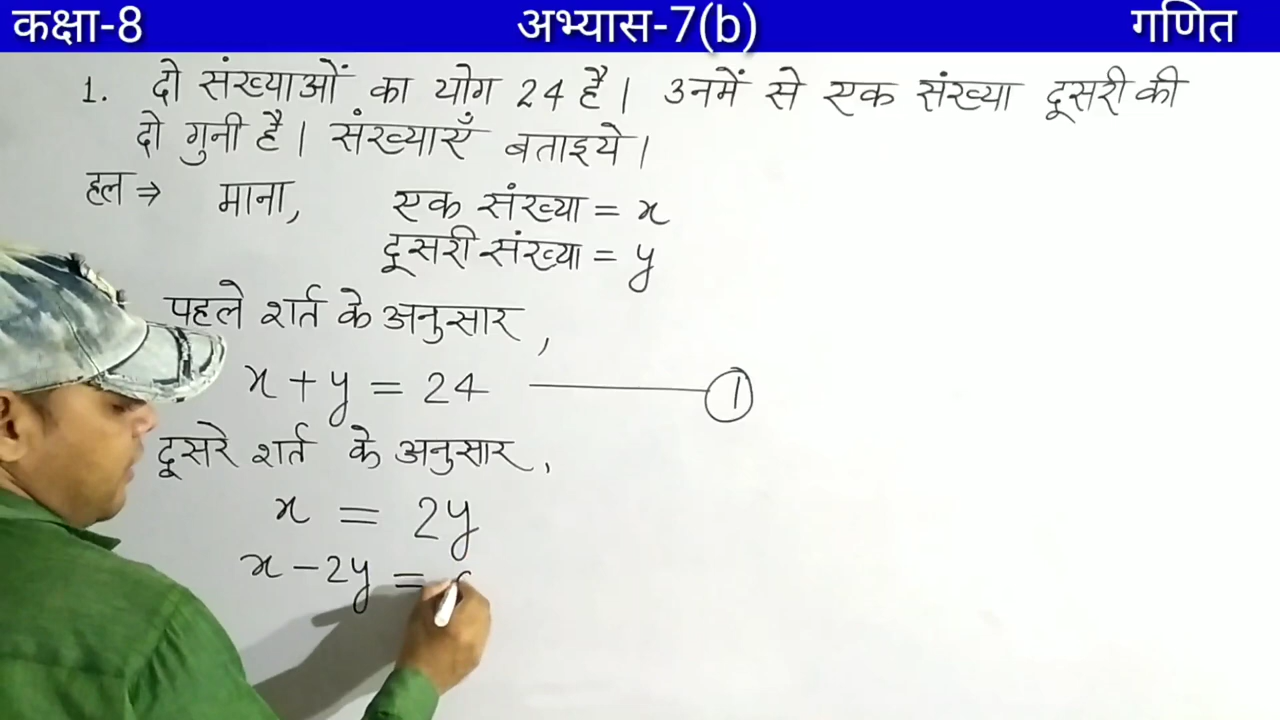 कक्षा-8 अभ्यास-7(b) गणित
1. दो संख्याओं का योग 24 है। उनमें से एक संख्या दूसरी की
दो गुनी है। संख्याएँ बताइये।
हल ⇒ माना, एक संख्या = x
दूसरी संख्या = y
पहले शर्त के अनुसार,
x + y = 24 ——— ①
दूसरे शर्त के अनुसार,
x = 2y
x - 2y =